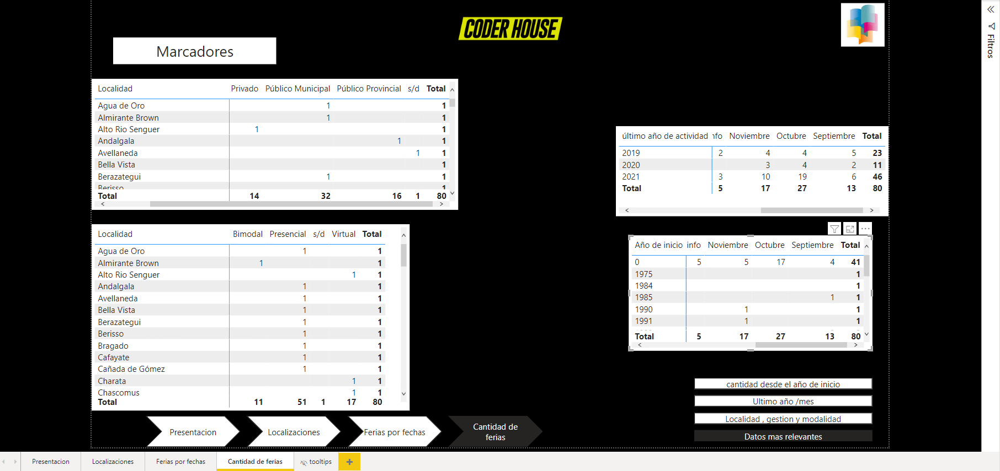 CODER HOUSE
Filtros
Marcadores
Localidad Privado Público Municipal Público Provincial s/d Total
Agua de Oro 1 1
Almirante Brown 1 1
Alto Rio Senguer 1 1
Andalgala 1 1
Avellaneda 1 1
Bella Vista 1
Berazategui 1 1
Berisso 1
Total 14 32 16 1 80
último año de actividad nfo Noviembre Octubre Septiembre Total
2019 2 4 4 5 23
2020 3 4 2 11
2021 3 10 19 6 46
Total 5 17 27 13 80
Localidad Bimodal Presencial s/d Virtual Total
Agua de Oro 1 1
Almirante Brown 1 1
Alto Rio Senguer 1 1
Andalgala 1 1
Avellaneda 1 1
Bella Vista 1 1
Berazategui 1 1
Berisso 1 1
Bragado 1 1
Cafayate 1 1
Cañada de Gómez 1 1
Charata 1 1
Chascomus 1 1
Total 11 51 1 17 80
Año de inicio info Noviembre Octubre Septiembre Total
0 5 5 17 4 41
1975 1
1984 1
1985 1 1
1990 1 1
1991 1 1
Total 5 17 27 13 80
cantidad desde el año de inicio
Ultimo año /mes
Localidad , gestion y modalidad
Datos mas relevantes
Presentacion
Localizaciones
Ferias por fechas
Cantidad de
ferias
Presentacion Localizaciones Ferias por fechas Cantidad de ferias tooltips +